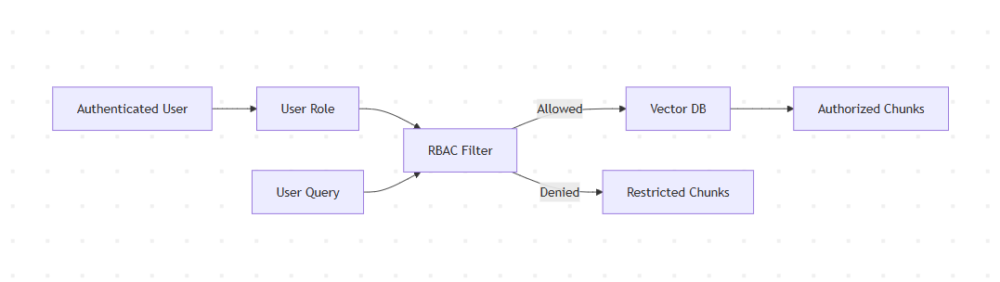 Authenticated User
User Role
User Query
RBAC Filter
Allowed
Denied
Vector DB
Restricted Chunks
Authorized Chunks